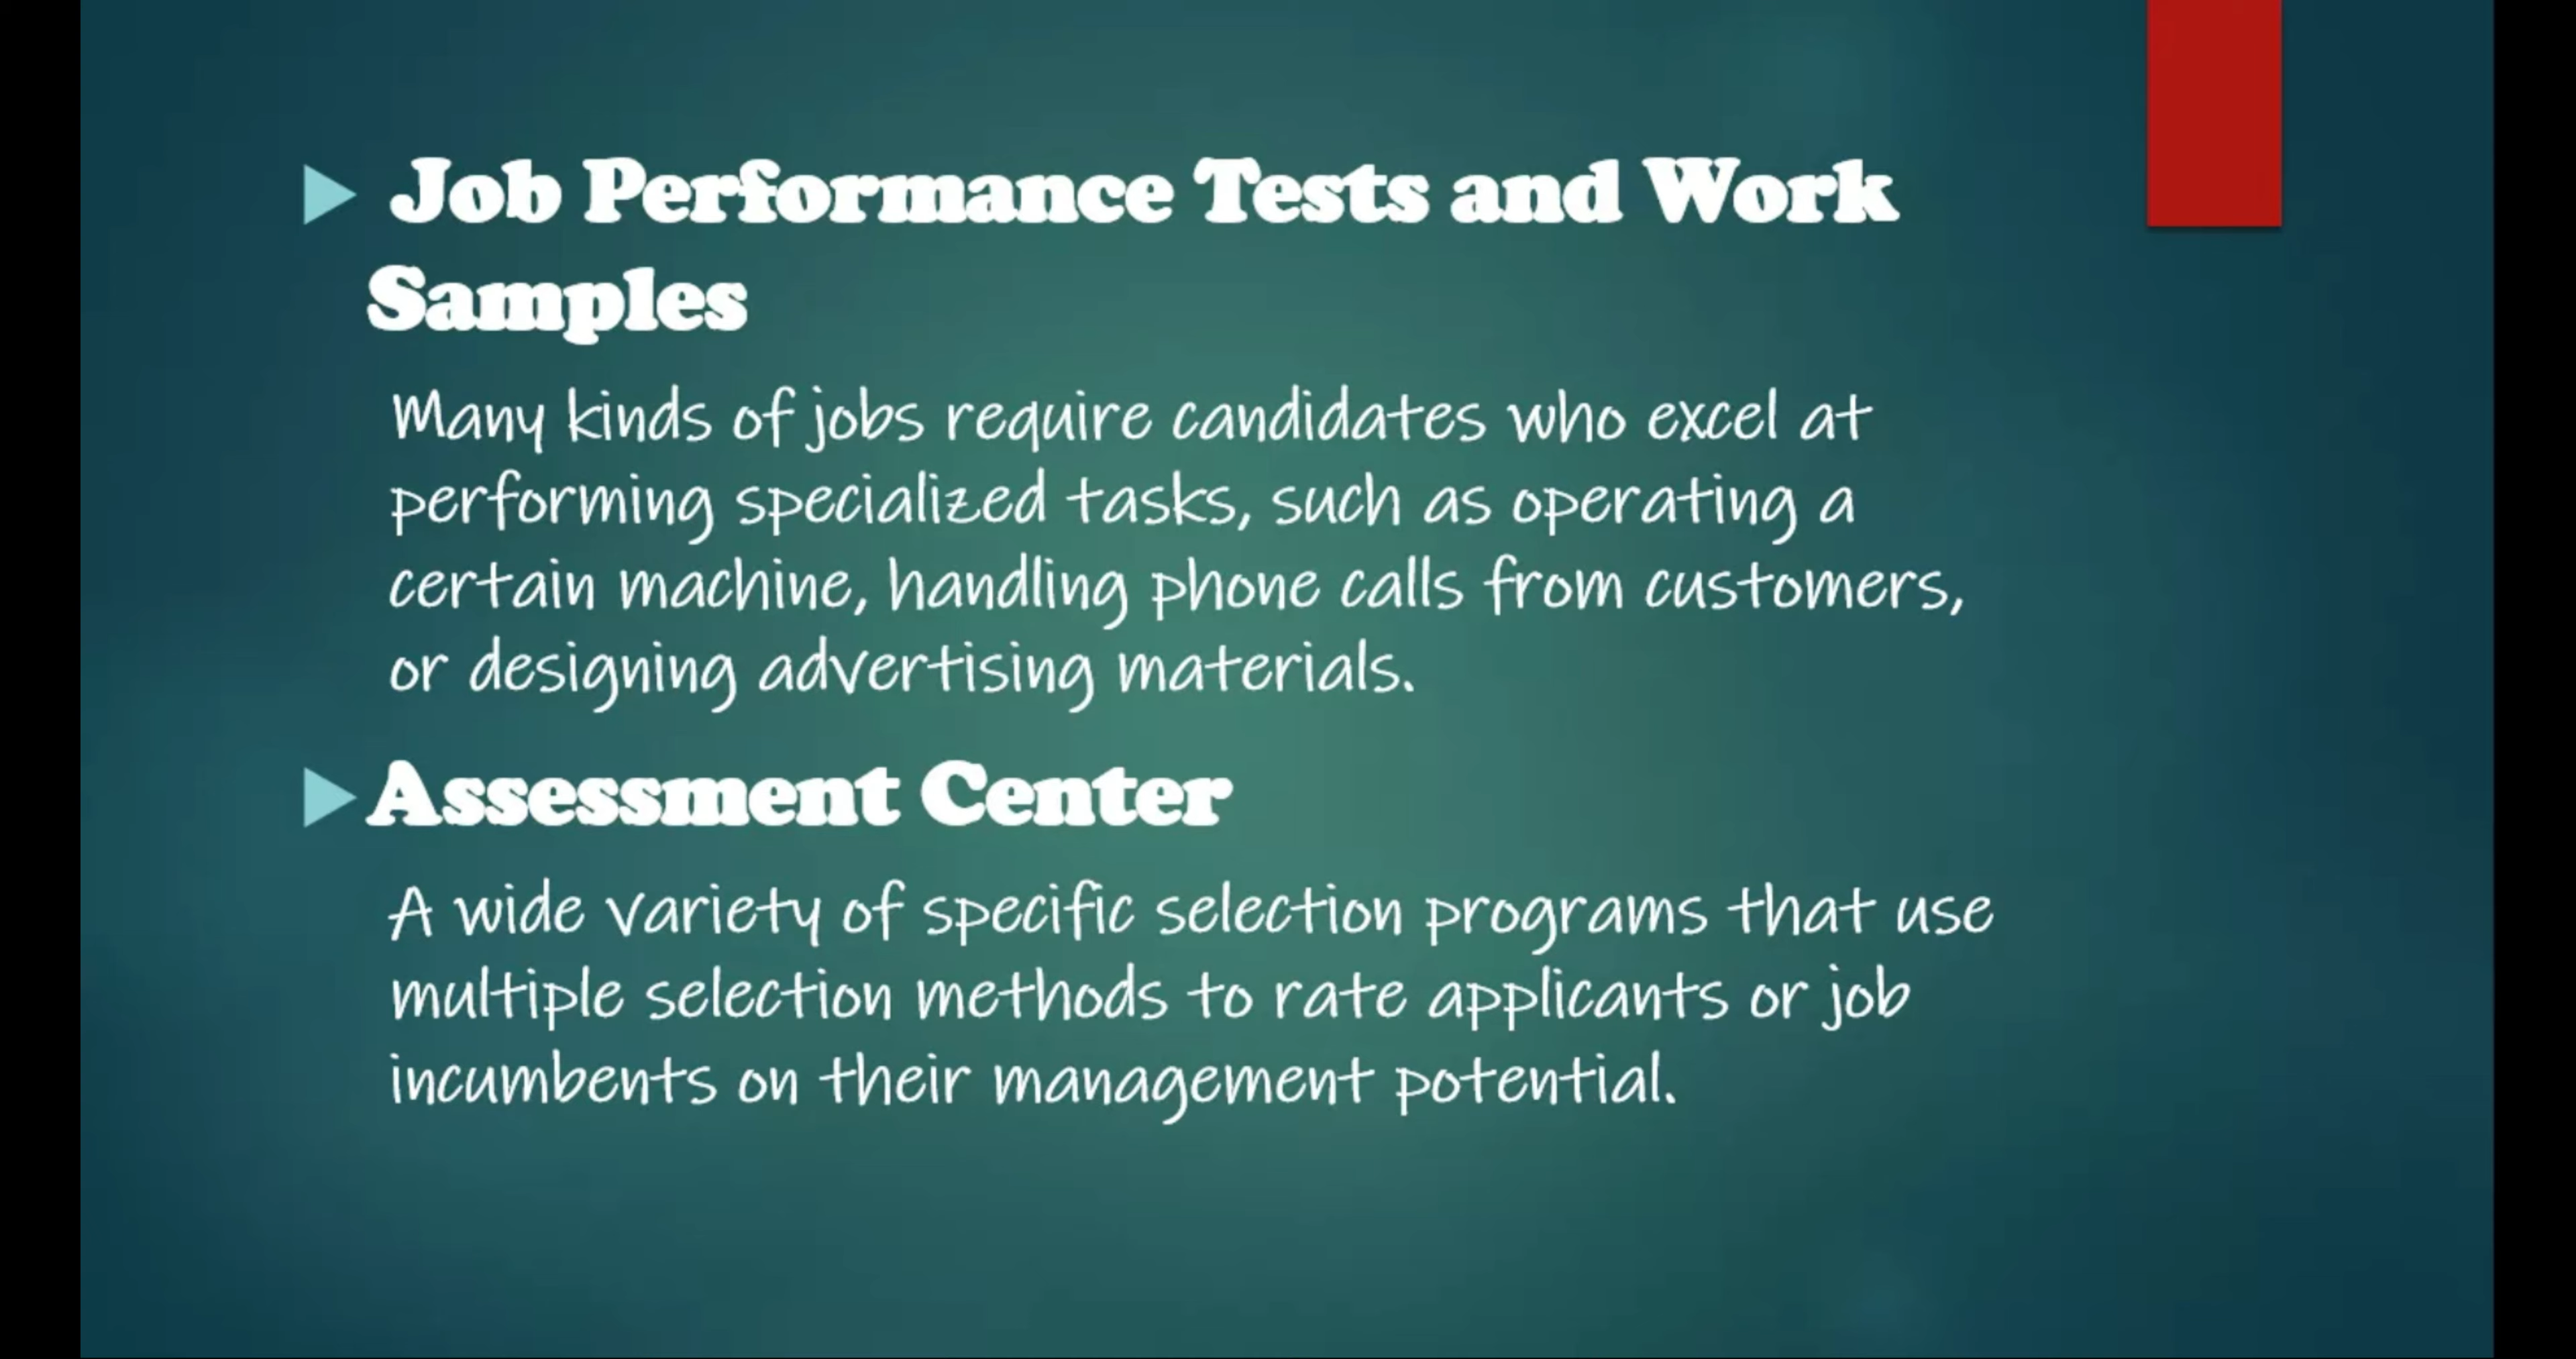 Job Performance Tests and Work
Samples
Many kinds of jobs require candidates who excel at
performing specialized tasks, such as operating a
certain machine, handling phone calls from customers,
or designing advertising materials.
Assessment Center
A wide variety of specific selection programs that use
multiple selection methods to rate applicants or job
incumbents on their management potential.